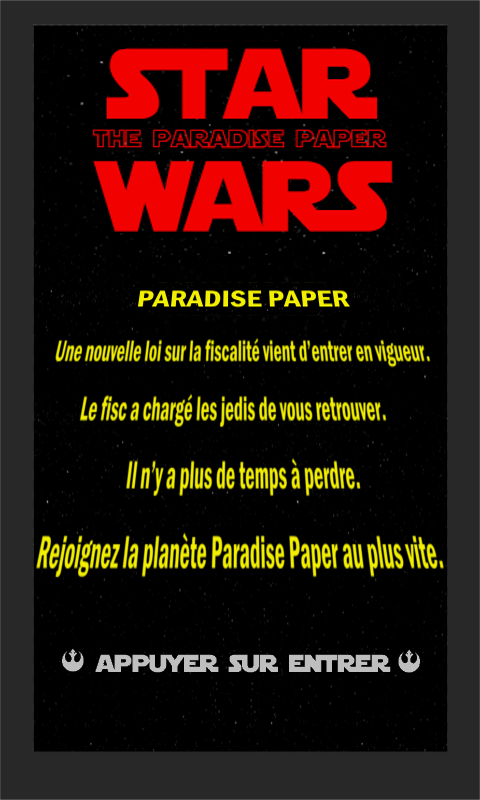 STAR
THE PARADISE PAPER
WARS
PARADISE PAPER
Une nouvelle loi sur la fiscalité vient d'entrer en vigueur.
Le fisc a chargé les jedis de vous retrouver.
Il n'y a plus de temps à perdre.
Rejoignez la planète Paradise Paper au plus vite.
APPUYER SUR ENTRER